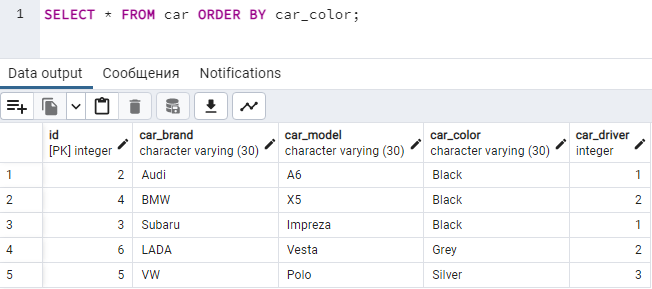 1 SELECT * FROM car ORDER BY car_color;
Data output Сообщения Notifications
id car_brand car_model car_color car_driver
[PK] integer character varying (30) character varying (30) character varying (30) integer
1 2 Audi A6 Black 1
2 4 BMW X5 Black 2
3 3 Subaru Impreza Black 1
4 6 LADA Vesta Grey 2
5 5 VW Polo Silver 3